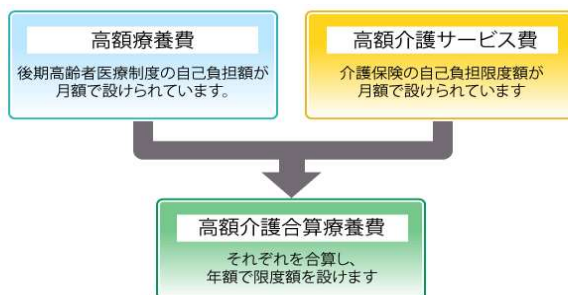 高額療養費
後期高齢者医療制度の自己負担額が
月額で設けられています。
高額介護サービス費
介護保険の自己負担限度額が
月額で設けられています
高額介護合算療養費
それぞれを合算し、
年額で限度額を設けます